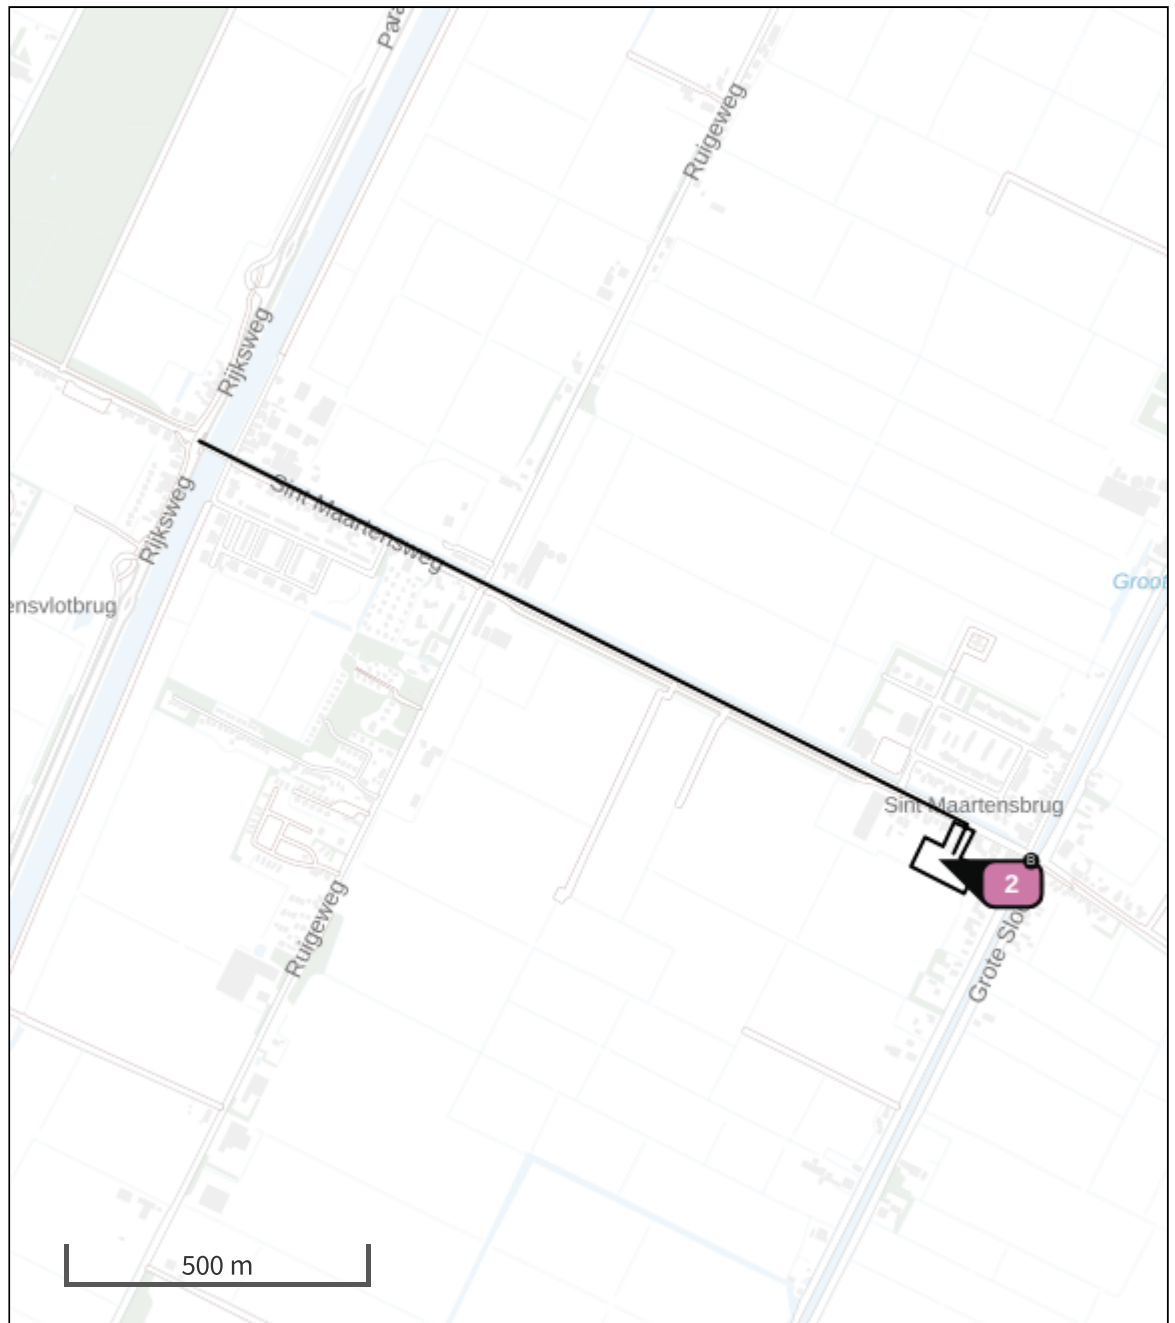 Para
Ruigeweg
Rijksweg
Sint Maartensweg
Rijksweg
Groot
ensvlotbrug
Sint Maartensbrug
B
2
Ruigeweg
Grote Slo
500 m